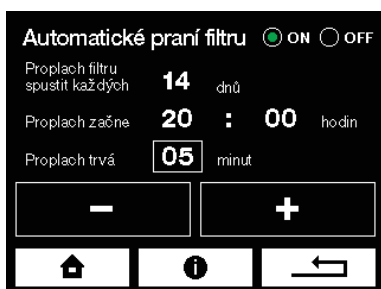 Automatické praní filtru ON OFF
Proplach filtru
spustit každých 14 dnů
Proplach začne 20 : 00 hodin
Proplach trvá 05 minut
− +
i